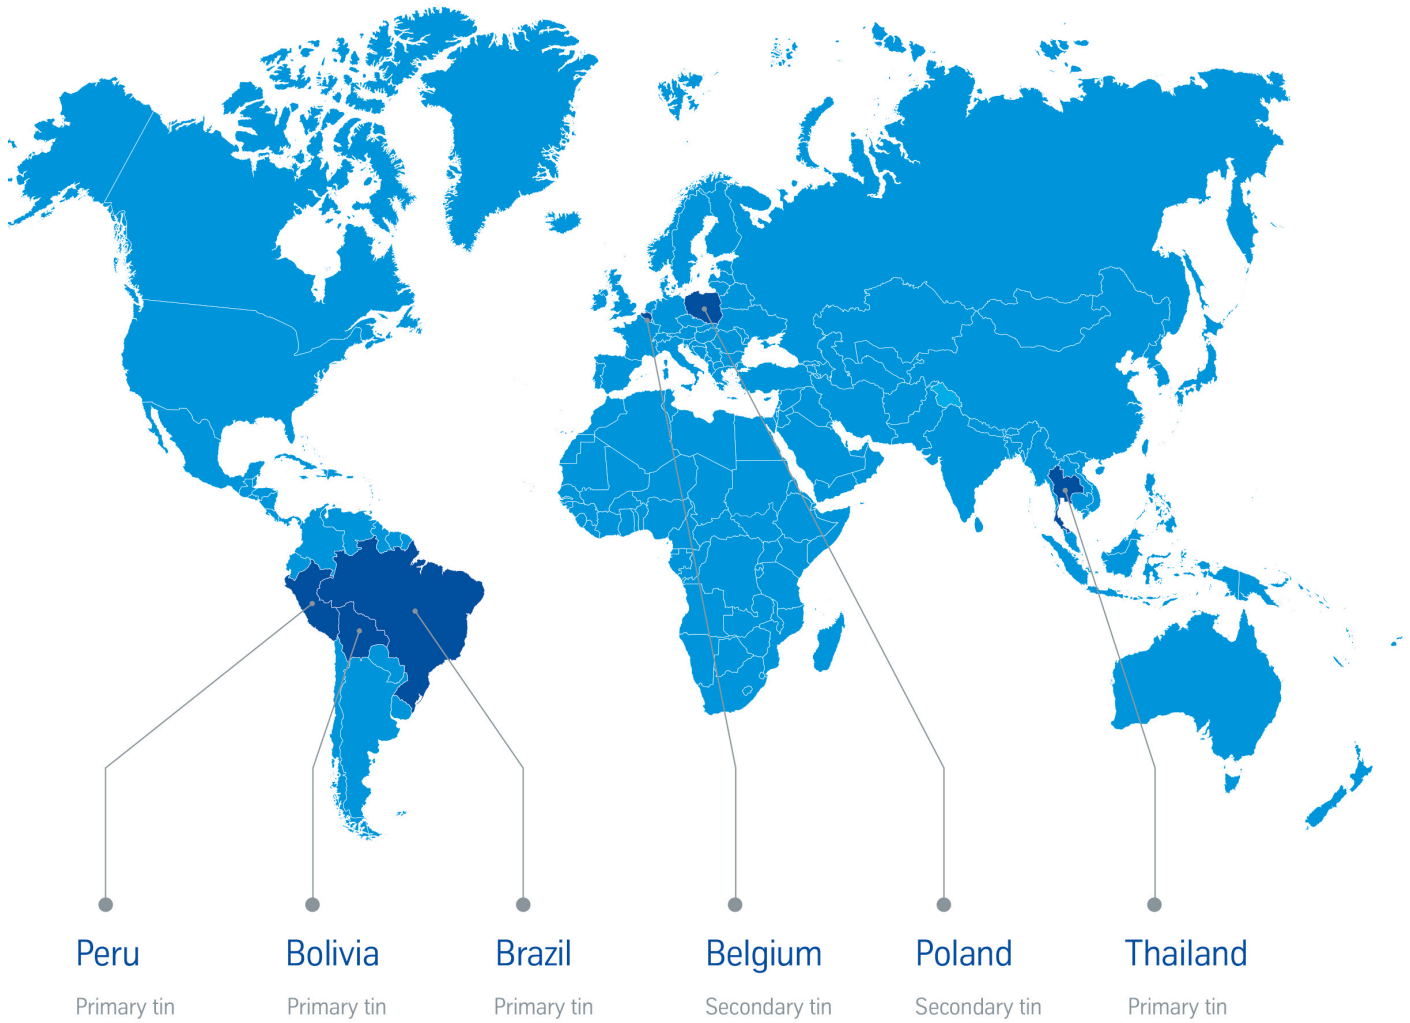 Peru
Bolivia
Brazil
Belgium
Poland
Thailand
Primary tin
Primary tin
Primary tin
Secondary tin
Secondary tin
Primary tin